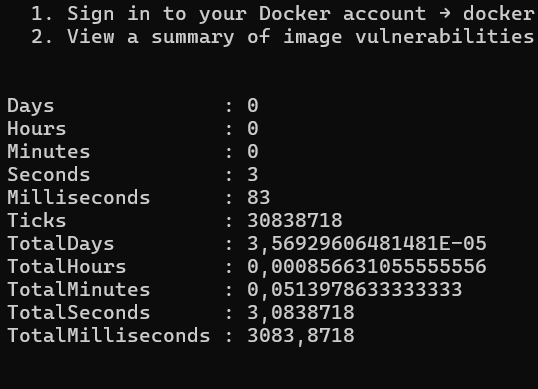 1. Sign in to your Docker account → docker
2. View a summary of image vulnerabilities
Days : 0
Hours : 0
Minutes : 0
Seconds : 3
Milliseconds : 83
Ticks : 30838718
TotalDays : 3,56929606481481E-05
TotalHours : 0,000856631055555556
TotalMinutes : 0,0513978633333333
TotalSeconds : 3,0838718
TotalMilliseconds : 3083,8718